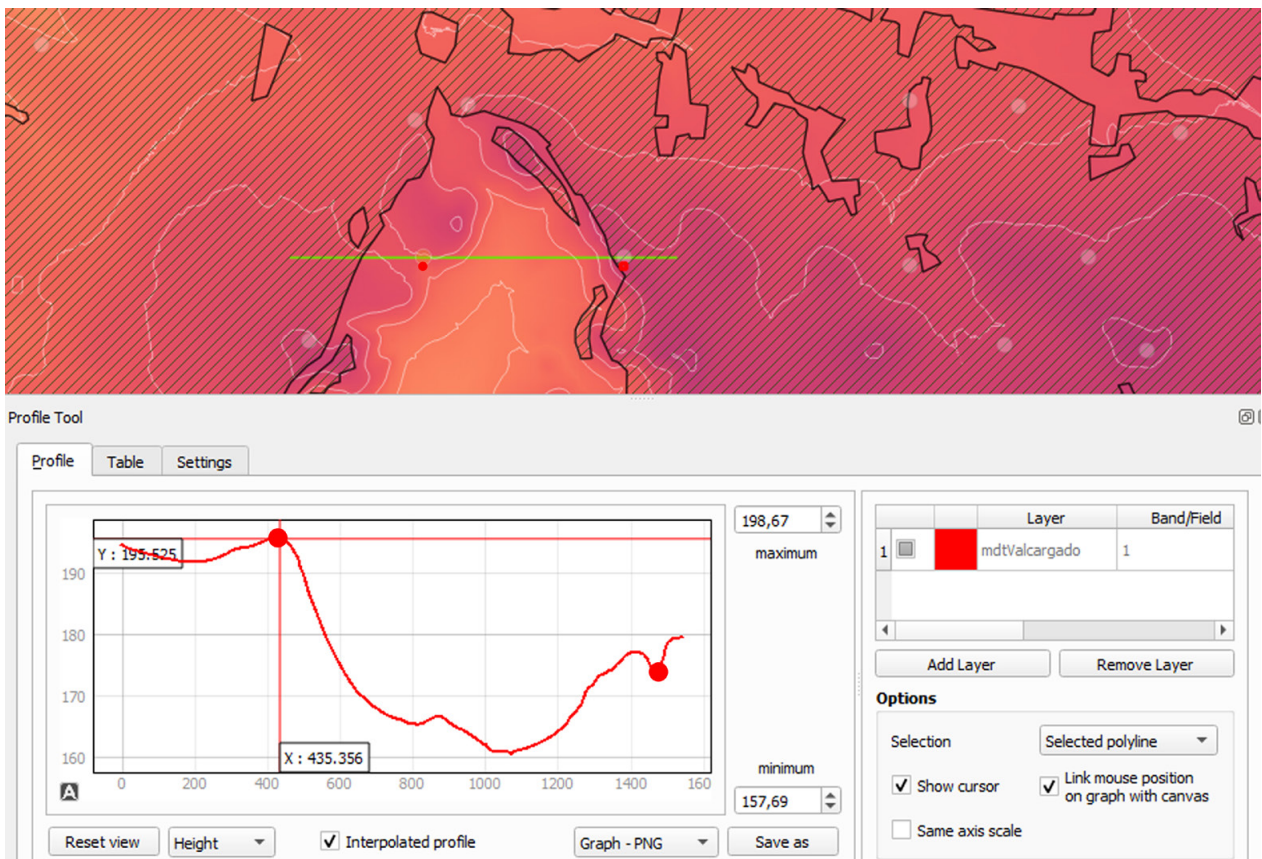 Profile Tool
Profile Table Settings
Y : 195.525
190
180
170
160
X : 435.356
0 200 400 600 800 1000 1200 1400 160
A
198,67
maximum
minimum
157,69
Layer Band/Field
1 mdtValcargado 1
Add Layer Remove Layer
Options
Selection Selected polyline
Show cursor Link mouse position
on graph with canvas
Same axis scale
Reset view Height Interpolated profile Graph - PNG Save as